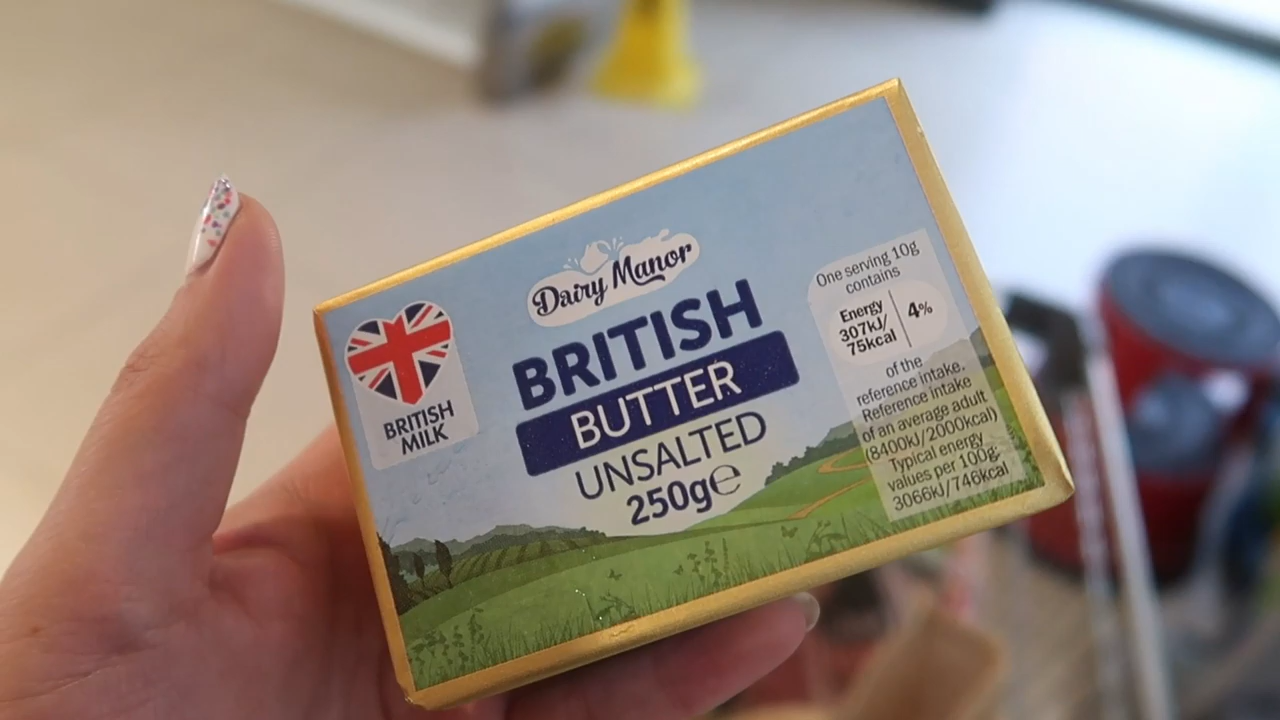 Dairy Manor
BRITISH
BUTTER
UNSALTED
250g℮
BRITISH
MILK
One serving 10g
contains
Energy
307kJ/
75kcal
4%
of the
reference intake.
Reference intake
of an average adult
(8400kJ/2000kcal)
Typical energy
values per 100g:
3066kJ/746kcal